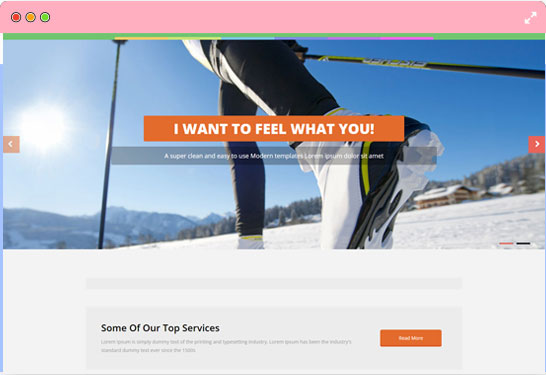 I WANT TO FEEL WHAT YOU!
A super clean and easy to use Modern templates Lorem ipsum dolor sit amet
Some Of Our Top Services
Lorem Ipsum is simply dummy text of the printing and typesetting industry. Lorem Ipsum has been the industry's
standard dummy text ever since the 1500s.
Read More